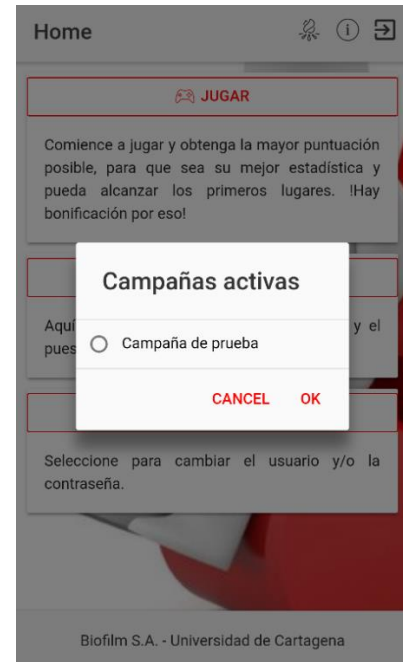 Home
JUGAR
Comience a jugar y obtenga la mayor puntuación
posible, para que sea su mejor estadística y
pueda alcanzar los primeros lugares. !Hay
bonificación por eso!
Campañas activas
Aquí y el
pues
Campaña de prueba
CANCEL OK
Seleccione para cambiar el usuario y/o la
contraseña.
Biofilm S.A. - Universidad de Cartagena